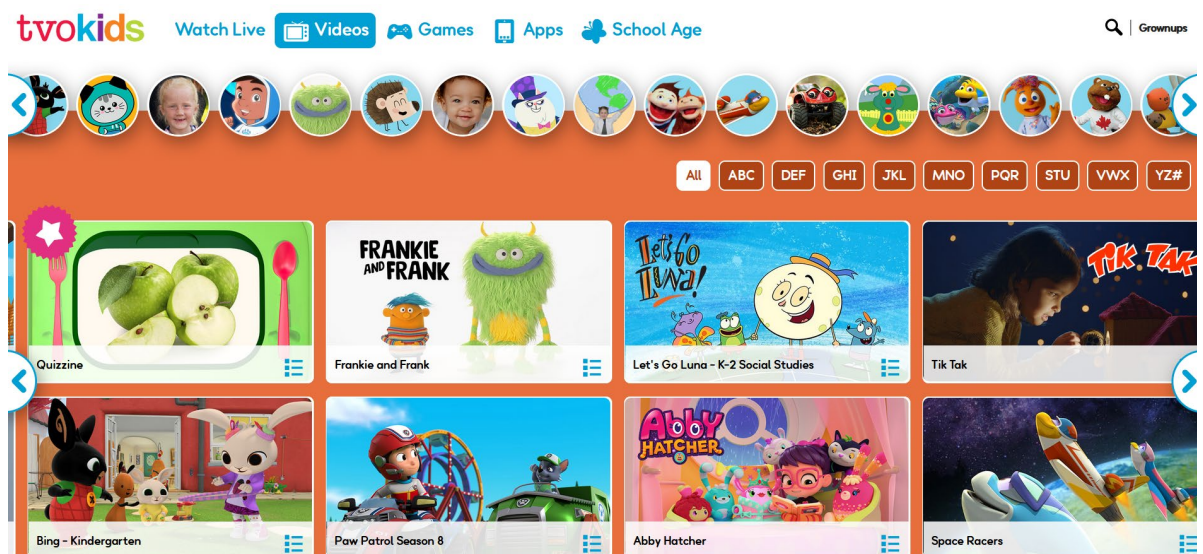 tvokids
Watch Live Videos Games Apps School Age Grownups
All ABC DEF GHI JKL MNO PQR STU VWX YZ#
FRANKIE
AND FRANK
Let's Go
Luna!
TIK TAK
Quizzine
Frankie and Frank
Let's Go Luna - K-2 Social Studies
Tik Tak
ABBY
HATCHER
Bing - Kindergarten
Paw Patrol Season 8
Abby Hatcher
Space Racers